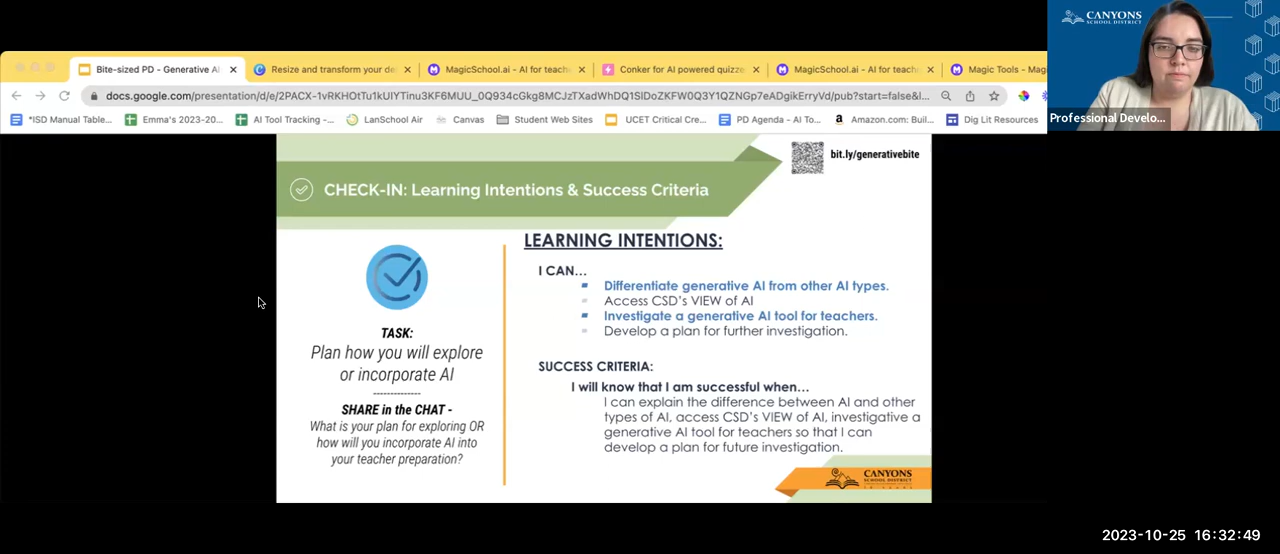 CANYONS
SCHOOL DISTRICT
Bite-sized PD - Generative AI
Resize and transform your de
MagicSchool.ai - AI for teach
Conker for AI powered quizze
MagicSchool.ai - AI for teach
Magic Tools - Mag
docs.google.com/presentation/d/e/2PACX-1vRKHOtTu1kUIYTinu3KF6MUU_0Q934cGkg8MCJzTXadWhDQ1SlDoZKFW0Q3Y1QZNGp7eADgikErryVd/pub?start=false&l...
Professional Develo...
*ISD Manual Table...
Emma's 2023-20...
AI Tool Tracking -...
LanSchool Air
Canvas
Student Web Sites
UCET Critical Cre...
PD Agenda - AI To...
Amazon.com: Buil...
Dig Lit Resources
bit.ly/generativebite
CHECK-IN: Learning Intentions & Success Criteria
TASK:
Plan how you will explore
or incorporate AI
--------------
SHARE in the CHAT -
What is your plan for exploring OR
how will you incorporate AI into
your teacher preparation?
LEARNING INTENTIONS:
I CAN...
Differentiate generative AI from other AI types.
Access CSD's VIEW of AI
Investigate a generative AI tool for teachers.
Develop a plan for further investigation.
SUCCESS CRITERIA:
I will know that I am successful when...
I can explain the difference between AI and other
types of AI, access CSD's VIEW of AI, investigative a
generative AI tool for teachers so that I can
develop a plan for future investigation.
CANYONS
SCHOOL DISTRICT
2023-10-25 16:32:49